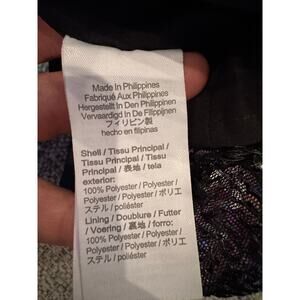 Made In Philippines
Fabriqué Aux Philippines
Hergestellt In Den Philippinen
Vervaardigd In De Filippijnen
フィリピン製
hecho en filipinas
Shell / Tissu Principal /
Tissu Principal / Tissu
Principal / 表地 / tela
exterior:
100% Polyester / Polyester /
Polyester / Polyester / ポリエ
ステル / poliéster
Lining / Doublure / Futter
/ Voering / 裏地 / forro:
100% Polyester / Polyester /
Polyester / Polyester / ポリエ
ステル / poliéster